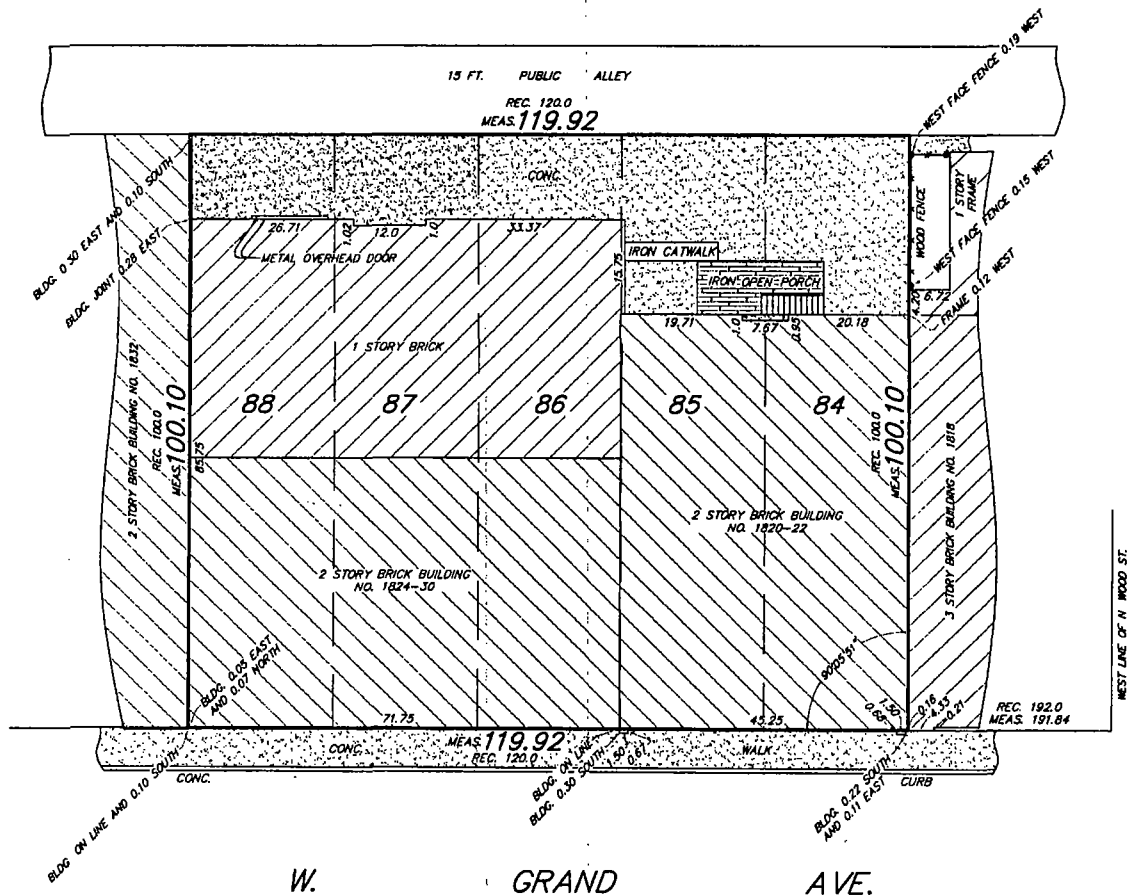 15 FT. PUBLIC ALLEY
REC. 120.0
MEAS. 119.92
WEST FACE FENCE 0.19 WEST
CONC.
BLDG. 0.30 EAST AND 0.10 SOUTH
BLDG. JOINT 0.28 EAST
26.71
1.02
12.0
1.0
33.37
METAL OVERHEAD DOOR
IRON CATWALK
IRON OPEN PORCH
15.75
WOOD FENCE
1 STORY
FRAME
WEST FACE FENCE 0.15 WEST
4.20
6.72
FRAME 0.12 WEST
19.71
1.0
7.67
0.95
20.18
1 STORY BRICK
88
87
86
85
84
2 STORY BRICK BUILDING NO. 1832
REC. 100.0
MEAS. 100.10
85.75
REC. 100.0
MEAS. 100.10
3 STORY BRICK BUILDING NO. 1818
2 STORY BRICK BUILDING
NO. 1820-22
2 STORY BRICK BUILDING
NO. 1824-30
WEST LINE OF N WOOD ST.
90°05'51"
BLDG. 0.05 EAST
AND 0.07 NORTH
71.75
45.25
1.50
0.69
0.16
4.33
0.21
REC. 192.0
MEAS. 191.84
CONC.
MEAS. 119.92
REC. 120.0
WALK
BLDG ON LINE AND 0.10 SOUTH
CONC.
BLDG. ON LINE
BLDG. 0.30 SOUTH
1.50
0.67
BLDG. 0.22 SOUTH
AND 0.11 EAST
CURB
W. GRAND AVE.